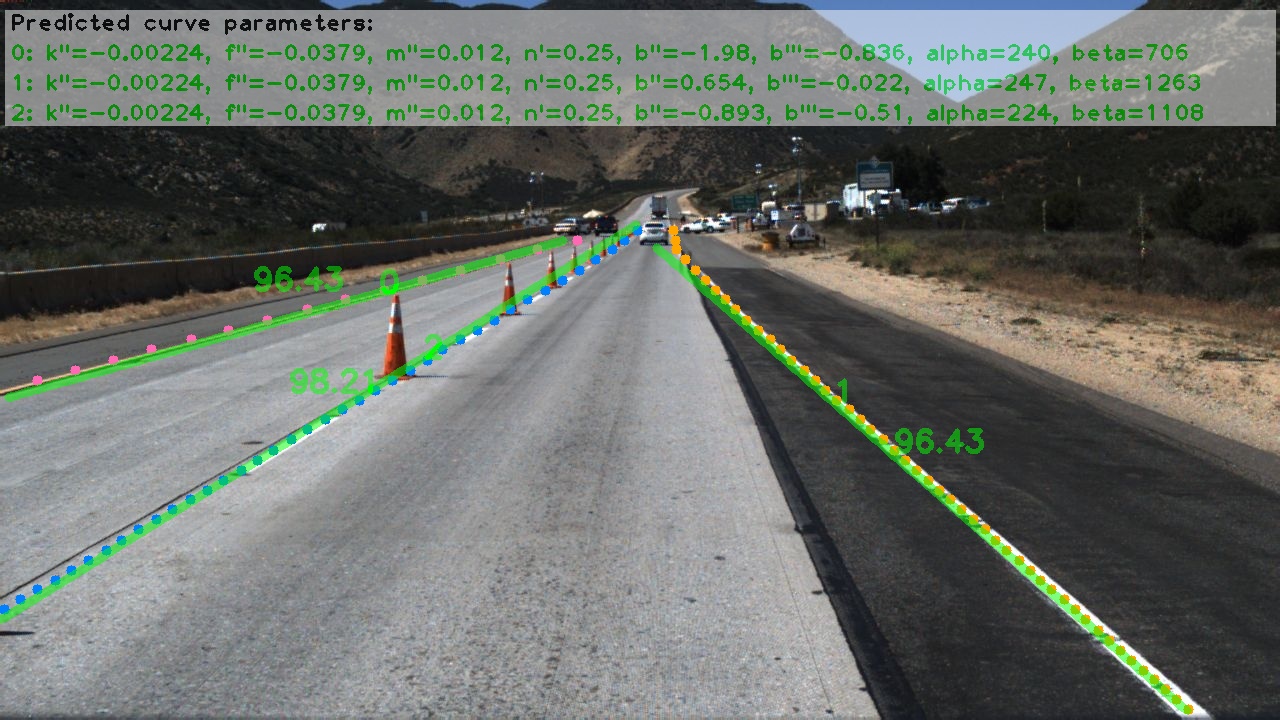 Predicted curve parameters:
0: k''=-0.00224, f''=-0.0379, m''=0.012, n'=0.25, b''=-1.98, b'''=-0.836, alpha=240, beta=706
1: k''=-0.00224, f''=-0.0379, m''=0.012, n'=0.25, b''=0.654, b'''=-0.022, alpha=247, beta=1263
2: k''=-0.00224, f''=-0.0379, m''=0.012, n'=0.25, b''=-0.893, b'''=-0.51, alpha=224, beta=1108
96.43 0
2
98.21
1
96.43